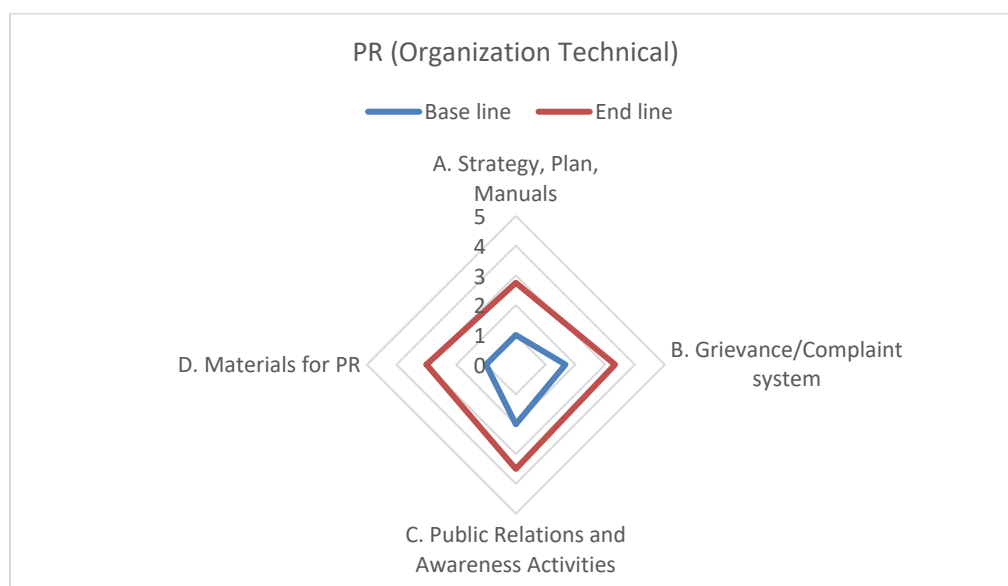 PR (Organization Technical)
Base line
End line
A. Strategy, Plan,
Manuals
5
4
3
2
1
0
D. Materials for PR
B. Grievance/Complaint
system
C. Public Relations and
Awareness Activities